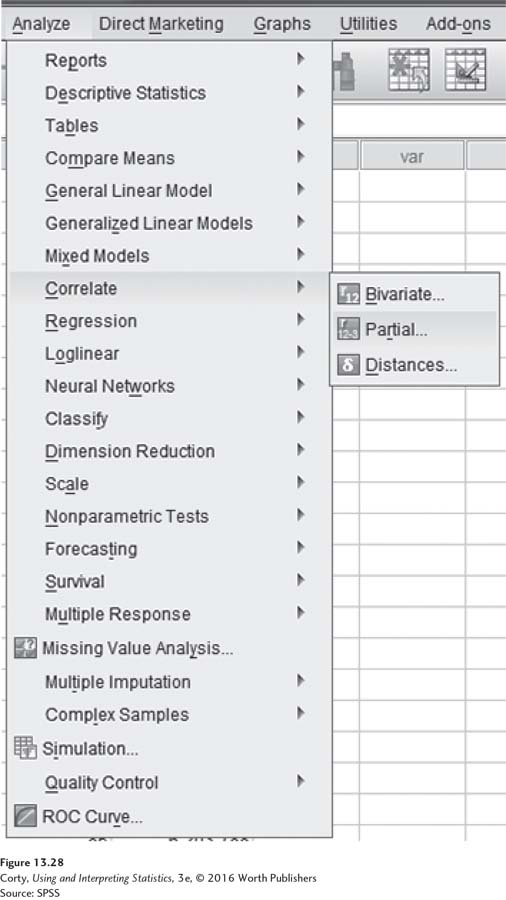 Analyze Direct Marketing Graphs Utilities Add-ons
Reports
Descriptive Statistics
Tables
Compare Means
var
General Linear Model
Generalized Linear Models
Mixed Models
Correlate
Bivariate...
Regression
Partial...
Loglinear
Distances...
Neural Networks
Classify
Dimension Reduction
Scale
Nonparametric Tests
Forecasting
Survival
Multiple Response
Missing Value Analysis...
Multiple Imputation
Complex Samples
Simulation...
Quality Control
ROC Curve...
Figure 13.28
Corty, Using and Interpreting Statistics, 3e, © 2016 Worth Publishers
Source: SPSS